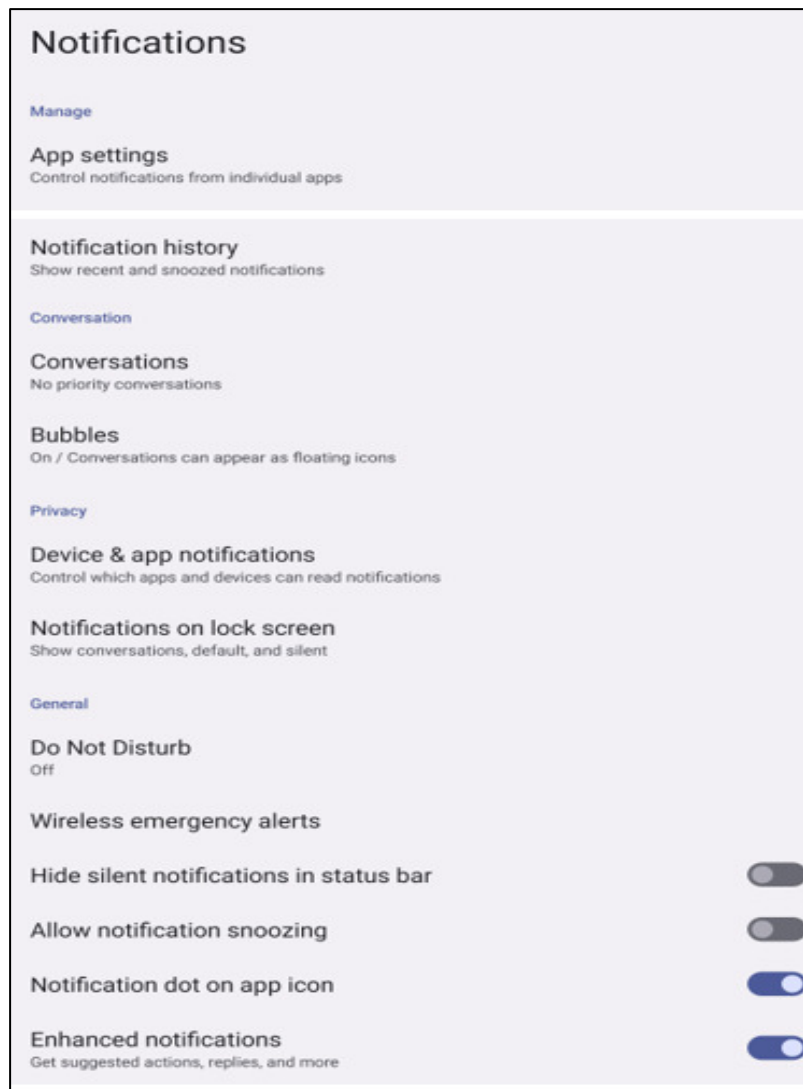 Notifications
Manage
App settings
Control notifications from individual apps
Notification history
Show recent and snoozed notifications
Conversation
Conversations
No priority conversations
Bubbles
On / Conversations can appear as floating icons
Privacy
Device & app notifications
Control which apps and devices can read notifications
Notifications on lock screen
Show conversations, default, and silent
General
Do Not Disturb
Off
Wireless emergency alerts
Hide silent notifications in status bar
Allow notification snoozing
Notification dot on app icon
Enhanced notifications
Get suggested actions, replies, and more